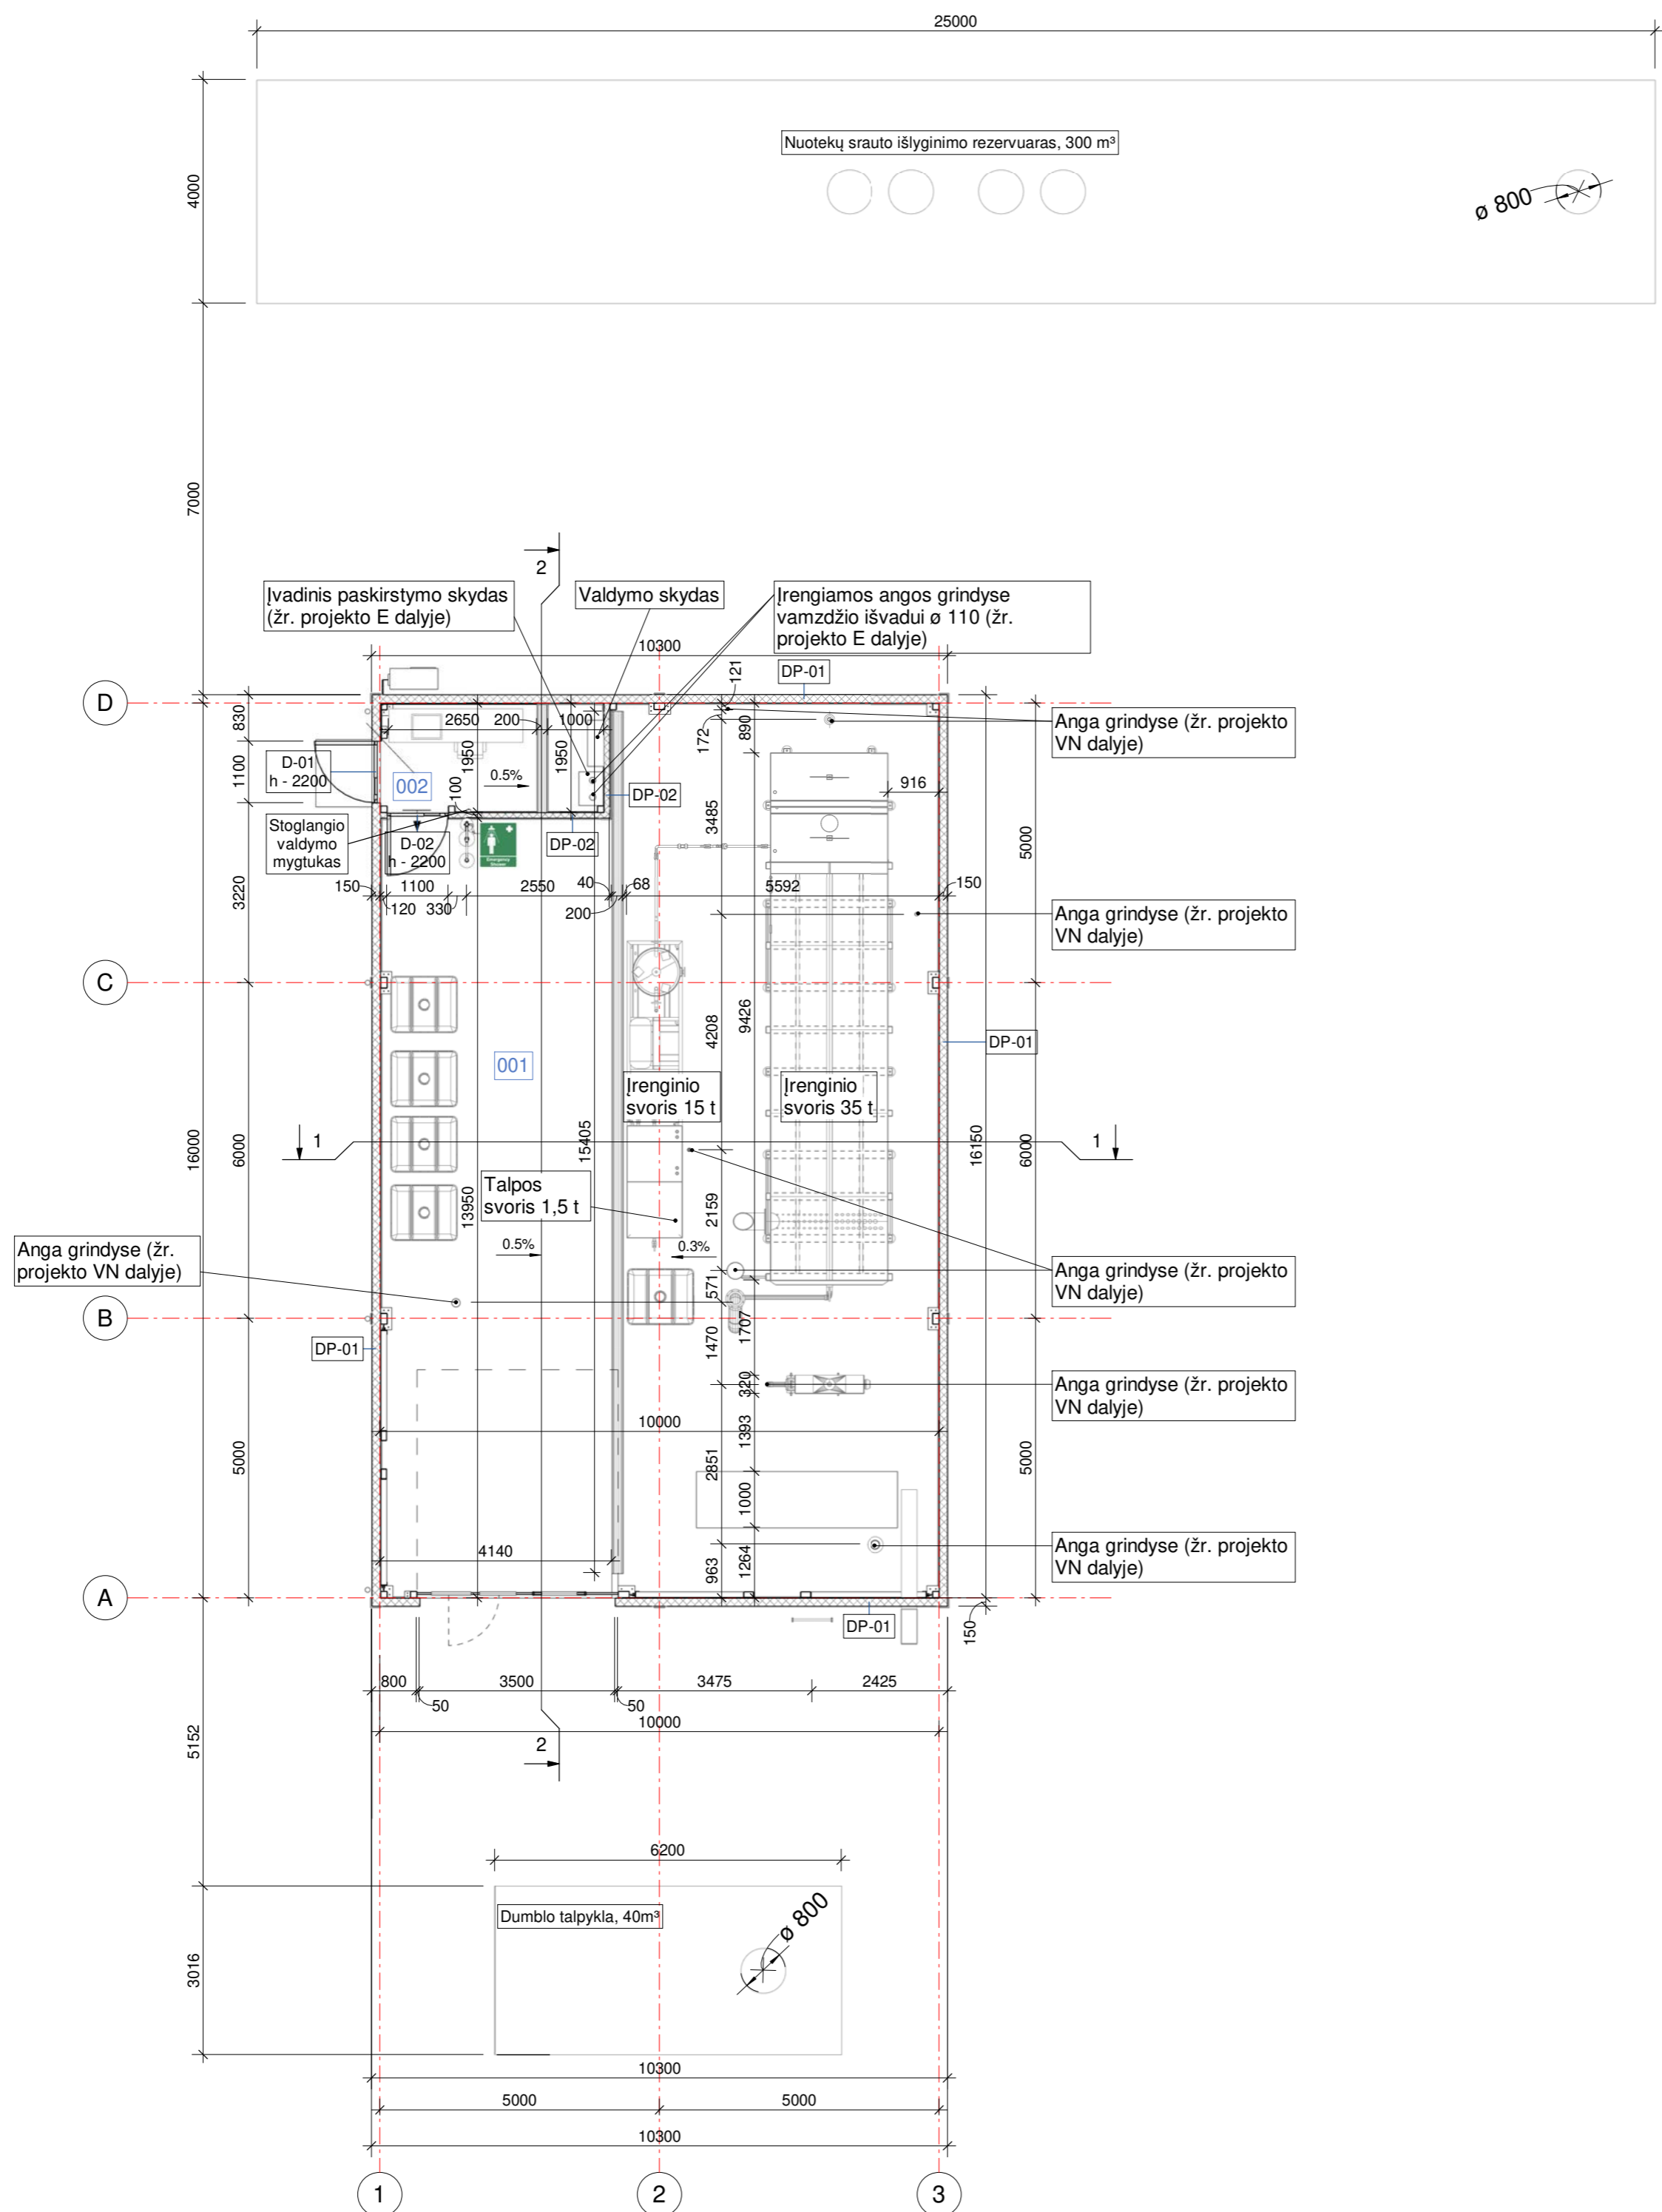 25000
4000
Nuotekų srauto išlyginimo rezervuaras, 300 m³
ø 800
7000
2
Įvadinis paskirstymo skydas
(žr. projekto E dalyje)
Valdymo skydas
Įrengiamos angos grindyse
vamzdžio išvadui ø 110 (žr.
projekto E dalyje)
10300
DP-01
121
D
830
2650
200
1000
172
890
Anga grindyse (žr. projekto
VN dalyje)
1950
1950
1100
D-01
h - 2200
002
100
0.5%
DP-02
916
3485
5000
Stoglangio
valdymo
mygtukas
D-02
h - 2200
Emergency
Shower
DP-02
3220
150
1100
2550
40
68
5592
150
120
330
200
Anga grindyse (žr. projekto
VN dalyje)
C
9426
4208
DP-01
001
Įrenginio
svoris 15 t
Įrenginio
svoris 35 t
1
1
16000
6000
15405
16150
6000
Talpos
svoris 1,5 t
13950
2159
0.5%
0.3%
Anga grindyse (žr.
projekto VN dalyje)
Anga grindyse (žr. projekto
VN dalyje)
571
B
1707
1470
DP-01
320
Anga grindyse (žr. projekto
VN dalyje)
10000
1393
5000
2851
5000
1000
4140
963
1264
Anga grindyse (žr. projekto
VN dalyje)
A
DP-01
150
800
3500
3475
2425
50
50
10000
5152
2
6200
Dumblo talpykla, 40m³
ø 800
3016
10300
5000
5000
10300
1
2
3